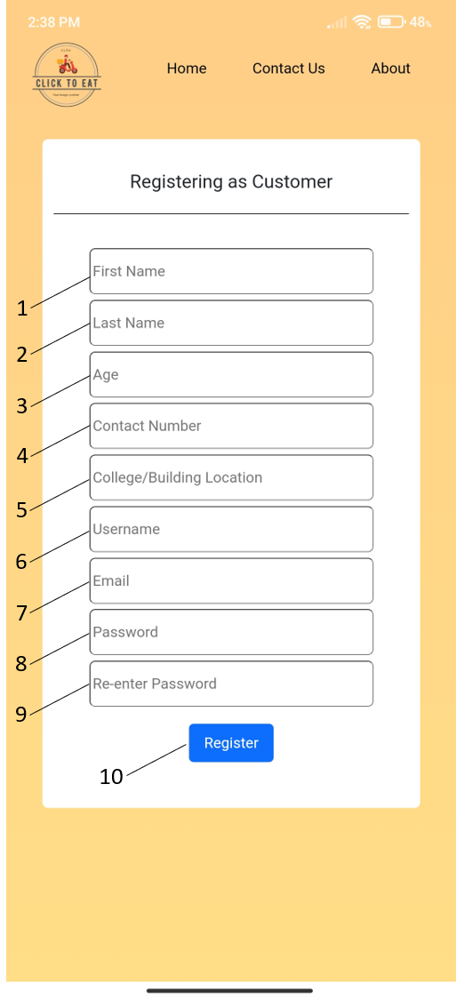 2:38 PM 48%
CLICK TO EAT
Home Contact Us About
Registering as Customer
First Name
1
Last Name
2
Age
3
Contact Number
4
College/Building Location
5
Username
6
Email
7
Password
8
Re-enter Password
9
Register
10